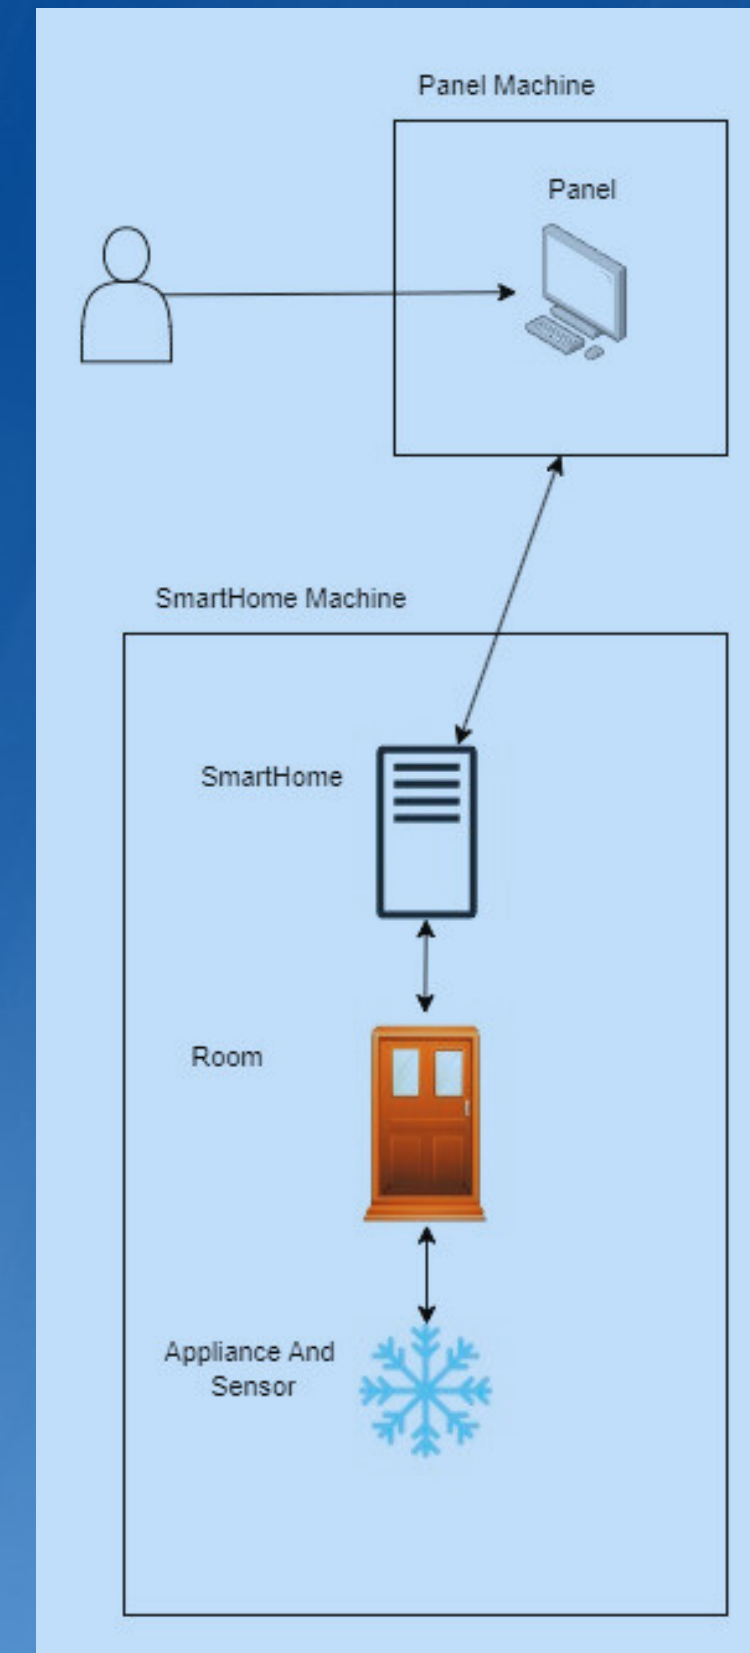 Panel Machine
Panel
SmartHome Machine
SmartHome
Room
Appliance And
Sensor